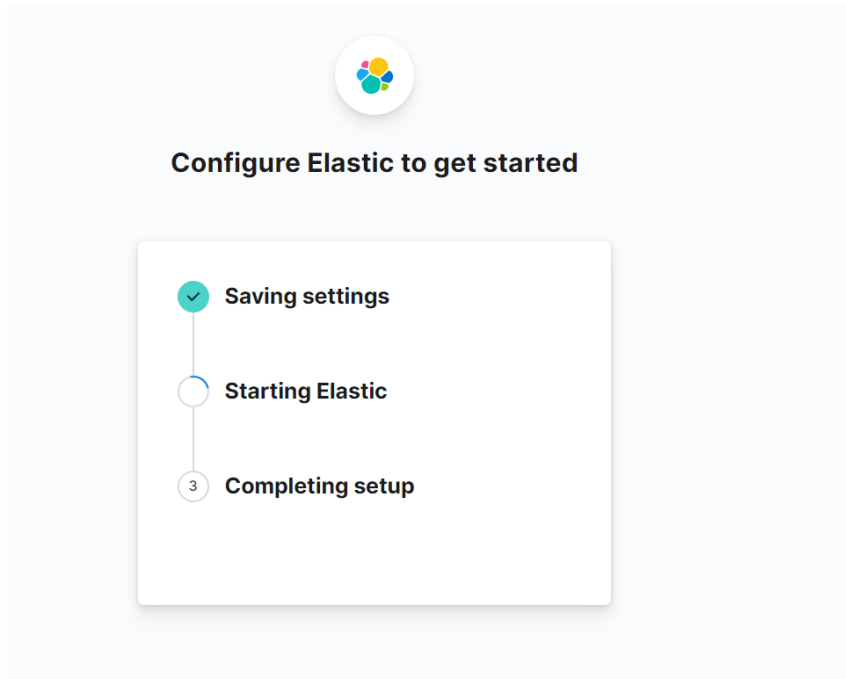 Configure Elastic to get started
Saving settings
Starting Elastic
3
Completing setup